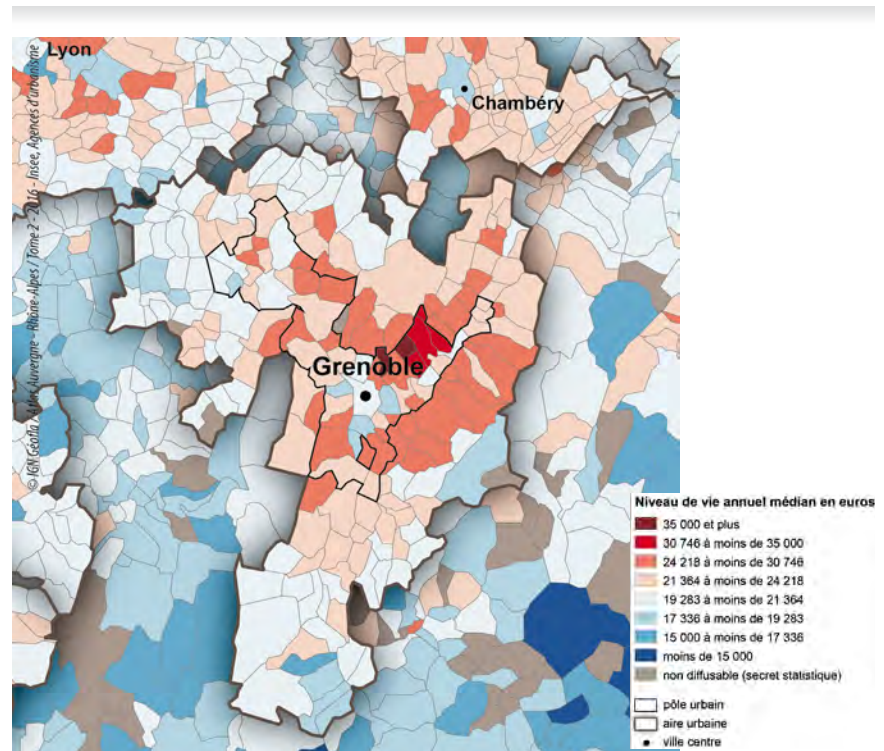 Lyon
Chambéry
Grenoble
© IGN Géofla / Atlas Auvergne - Rhône-Alpes / Tome 2 - 2016 - Insee, Agences d'urbanisme
Niveau de vie annuel médian en euros
35 000 et plus
30 746 à moins de 35 000
24 218 à moins de 30 746
21 364 à moins de 24 218
19 283 à moins de 21 364
17 336 à moins de 19 283
15 000 à moins de 17 336
moins de 15 000
non diffusable (secret statistique)
pôle urbain
aire urbaine
ville centre